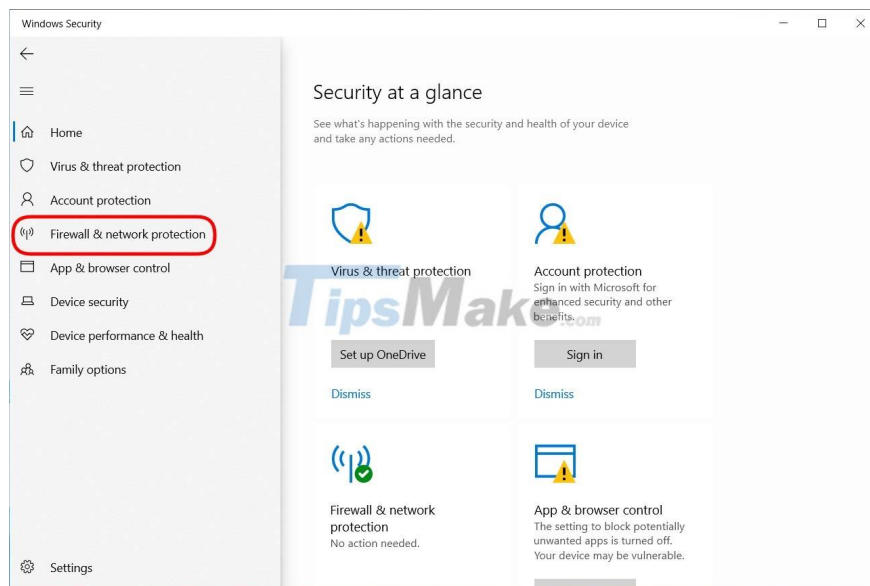 Windows Security
Home
Virus & threat protection
Account protection
Firewall & network protection
App & browser control
Device security
Device performance & health
Family options
Settings
Security at a glance
See what's happening with the security and health of your device
and take any actions needed.
Virus & threat protection
Set up OneDrive
Dismiss
Account protection
Sign in with Microsoft for
enhanced security and other
benefits.
Sign in
Dismiss
Firewall & network
protection
No action needed.
App & browser control
The setting to block potentially
unwanted apps is turned off.
Your device may be vulnerable.
TipsMake.com